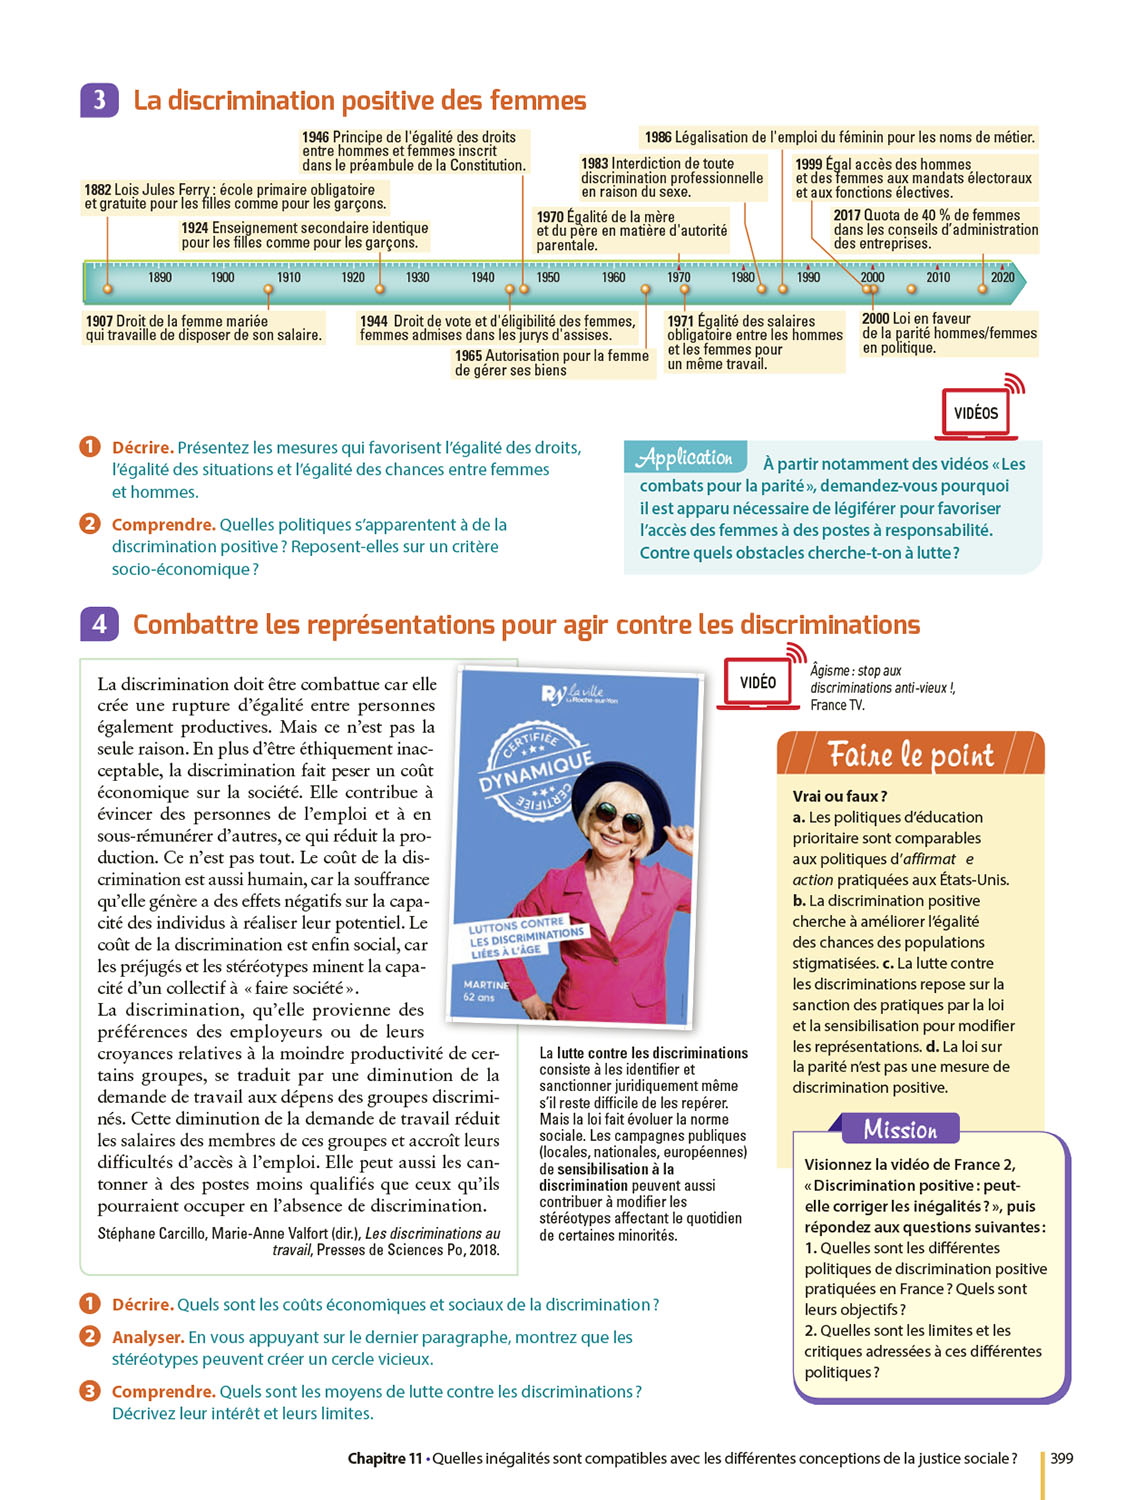 3 La discrimination positive des femmes
1946 Principe de l'égalité des droits
entre hommes et femmes inscrit
dans le préambule de la Constitution.
1986 Légalisation de l'emploi du féminin pour les noms de métier.
1983 Interdiction de toute
discrimination professionnelle
en raison du sexe.
1999 Égal accès des hommes
et des femmes aux mandats électoraux
et aux fonctions électives.
1882 Lois Jules Ferry : école primaire obligatoire
et gratuite pour les filles comme pour les garçons.
1924 Enseignement secondaire identique
pour les filles comme pour les garçons.
1970 Égalité de la mère
et du père en matière d'autorité
parentale.
2017 Quota de 40 % de femmes
dans les conseils d'administration
des entreprises.
1890 1900 1910 1920 1930 1940 1950 1960 1970 1980 1990 2000 2010 2020
1907 Droit de la femme mariée
qui travaille de disposer de son salaire.
1944 Droit de vote et d'éligibilité des femmes,
femmes admises dans les jurys d'assises.
1965 Autorisation pour la femme
de gérer ses biens
1971 Égalité des salaires
obligatoire entre les hommes
et les femmes pour
un même travail.
2000 Loi en faveur
de la parité hommes/femmes
en politique.
VIDÉOS
1 Décrire. Présentez les mesures qui favorisent l'égalité des droits,
l'égalité des situations et l'égalité des chances entre femmes
et hommes.
2 Comprendre. Quelles politiques s'apparentent à de la
discrimination positive ? Reposent-elles sur un critère
socio-économique ?
Application À partir notamment des vidéos « Les
combats pour la parité », demandez-vous pourquoi
il est apparu nécessaire de légiférer pour favoriser
l'accès des femmes à des postes à responsabilité.
Contre quels obstacles cherche-t-on à lutte ?
4 Combattre les représentations pour agir contre les discriminations
La discrimination doit être combattue car elle
crée une rupture d'égalité entre personnes
également productives. Mais ce n'est pas la
seule raison. En plus d'être éthiquement inac-
ceptable, la discrimination fait peser un coût
économique sur la société. Elle contribue à
évincer des personnes de l'emploi et à en
sous-rémunérer d'autres, ce qui réduit la pro-
duction. Ce n'est pas tout. Le coût de la dis-
crimination est aussi humain, car la souffrance
qu'elle génère a des effets négatifs sur la capa-
cité des individus à réaliser leur potentiel. Le
coût de la discrimination est enfin social, car
les préjugés et les stéréotypes minent la capa-
cité d'un collectif à « faire société ».
La discrimination, qu'elle provienne des
préférences des employeurs ou de leurs
croyances relatives à la moindre productivité de cer-
tains groupes, se traduit par une diminution de la
demande de travail aux dépens des groupes discrimi-
nés. Cette diminution de la demande de travail réduit
les salaires des membres de ces groupes et accroît leurs
difficultés d'accès à l'emploi. Elle peut aussi les can-
tonner à des postes moins qualifiés que ceux qu'ils
pourraient occuper en l'absence de discrimination.
Stéphane Carcillo, Marie-Anne Valfort (dir.), Les discriminations au
travail, Presses de Sciences Po, 2018.
Ry la ville
La Roche-sur-Yon
CERTIFIÉE
DYNAMIQUE
CERTIFIÉE
LUTTONS CONTRE
LES DISCRIMINATIONS
LIÉES À L'ÂGE
MARTINE
62 ans
La lutte contre les discriminations
consiste à les identifier et
sanctionner juridiquement même
s'il reste difficile de les repérer.
Mais la loi fait évoluer la norme
sociale. Les campagnes publiques
(locales, nationales, européennes)
de sensibilisation à la
discrimination peuvent aussi
contribuer à modifier les
stéréotypes affectant le quotidien
de certaines minorités.
VIDÉO
Âgisme : stop aux
discriminations anti-vieux !,
France TV.
Faire le point
Vrai ou faux ?
a. Les politiques d'éducation
prioritaire sont comparables
aux politiques d'affirmat e
action pratiquées aux États-Unis.
b. La discrimination positive
cherche à améliorer l'égalité
des chances des populations
stigmatisées. c. La lutte contre
les discriminations repose sur la
sanction des pratiques par la loi
et la sensibilisation pour modifier
les représentations. d. La loi sur
la parité n'est pas une mesure de
discrimination positive.
Mission
Visionnez la vidéo de France 2,
« Discrimination positive : peut-
elle corriger les inégalités ? », puis
répondez aux questions suivantes :
1. Quelles sont les différentes
politiques de discrimination positive
pratiquées en France ? Quels sont
leurs objectifs ?
2. Quelles sont les limites et les
critiques adressées à ces différentes
politiques ?
1 Décrire. Quels sont les coûts économiques et sociaux de la discrimination ?
2 Analyser. En vous appuyant sur le dernier paragraphe, montrez que les
stéréotypes peuvent créer un cercle vicieux.
3 Comprendre. Quels sont les moyens de lutte contre les discriminations ?
Décrivez leur intérêt et leurs limites.
Chapitre 11 • Quelles inégalités sont compatibles avec les différentes conceptions de la justice sociale ? 399